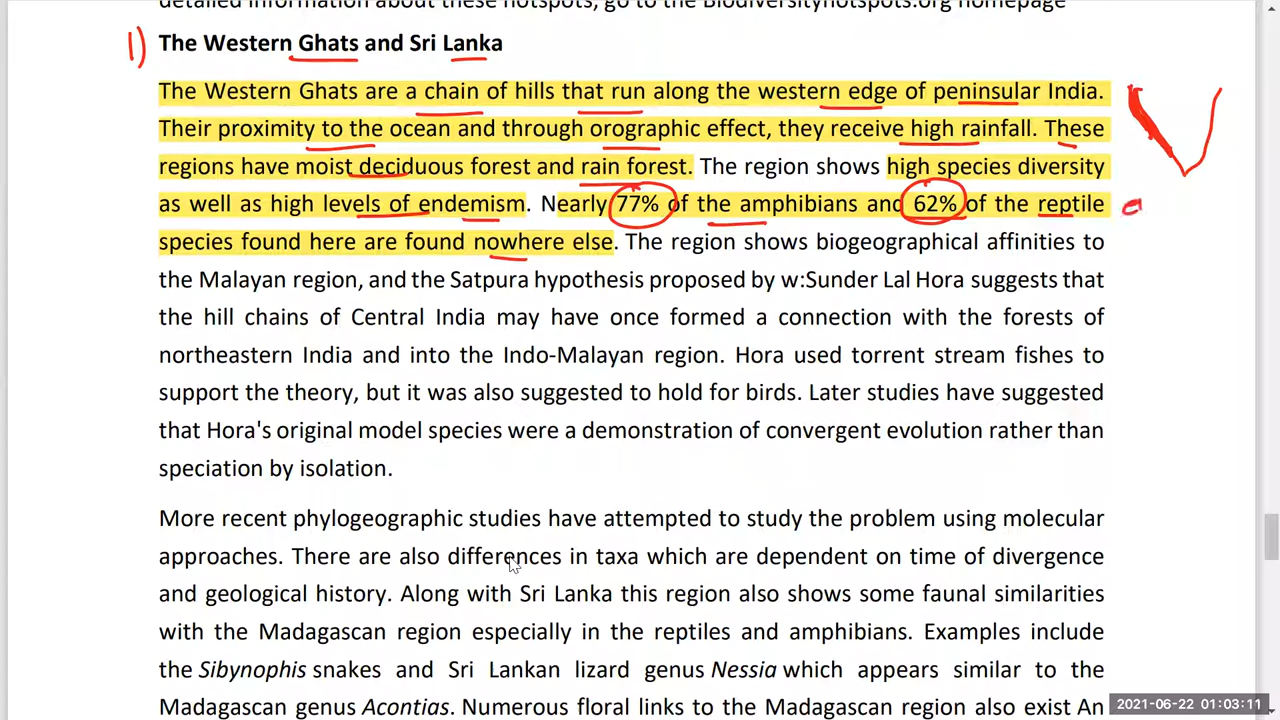 detailed information about these hotspots, go to the Biodiversityhotspots.org homepage
1) The Western Ghats and Sri Lanka
The Western Ghats are a chain of hills that run along the western edge of peninsular India.
Their proximity to the ocean and through orographic effect, they receive high rainfall. These
regions have moist deciduous forest and rain forest. The region shows high species diversity
as well as high levels of endemism. Nearly 77% of the amphibians and 62% of the reptile
species found here are found nowhere else. The region shows biogeographical affinities to
the Malayan region, and the Satpura hypothesis proposed by w:Sunder Lal Hora suggests that
the hill chains of Central India may have once formed a connection with the forests of
northeastern India and into the Indo-Malayan region. Hora used torrent stream fishes to
support the theory, but it was also suggested to hold for birds. Later studies have suggested
that Hora's original model species were a demonstration of convergent evolution rather than
speciation by isolation.
More recent phylogeographic studies have attempted to study the problem using molecular
approaches. There are also differences in taxa which are dependent on time of divergence
and geological history. Along with Sri Lanka this region also shows some faunal similarities
with the Madagascan region especially in the reptiles and amphibians. Examples include
the Sibynophis snakes and Sri Lankan lizard genus Nessia which appears similar to the
Madagascan genus Acontias. Numerous floral links to the Madagascan region also exist An
2021-06-22 01:03:11